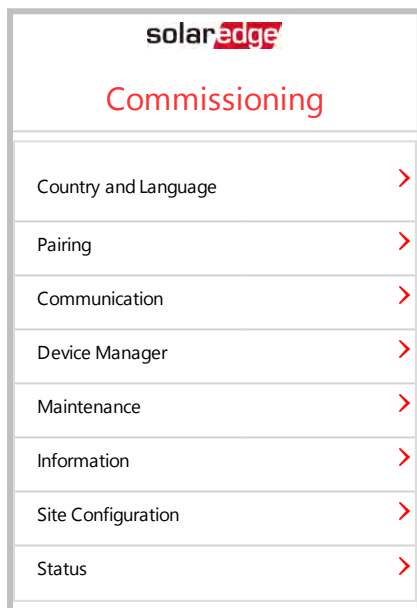 solaredge
Commissioning
Country and Language
Pairing
Communication
Device Manager
Maintenance
Information
Site Configuration
Status